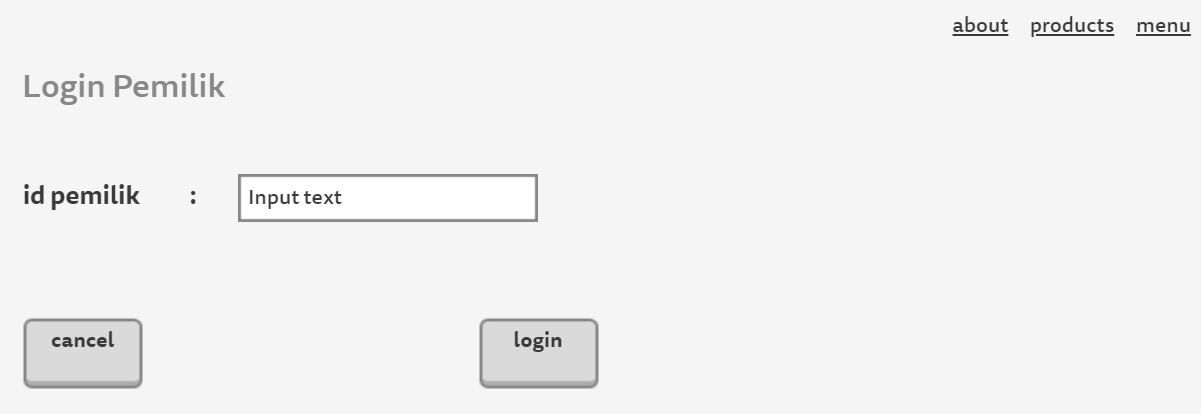 about products menu
Login Pemilik
id pemilik : Input text
cancel login